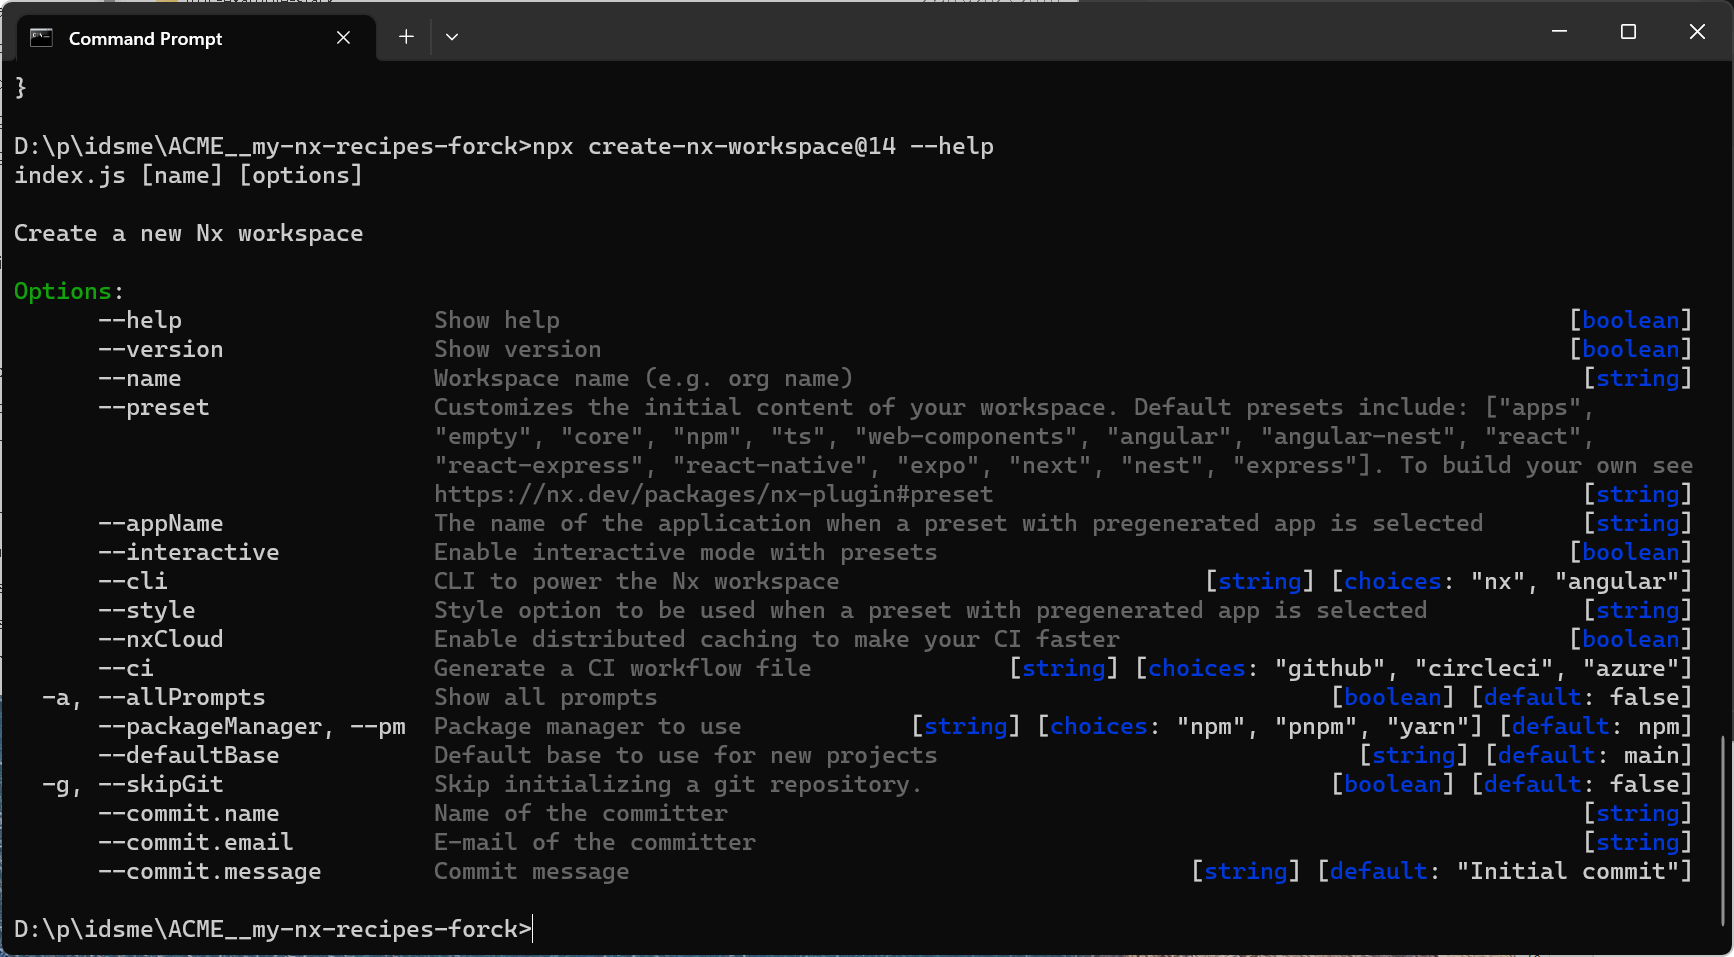 Command Prompt
}
D:\p\idsme\ACME__my-nx-recipes-forck>npx create-nx-workspace@14 --help
index.js [name] [options]
Create a new Nx workspace
Options:
--help Show help [boolean]
--version Show version [boolean]
--name Workspace name (e.g. org name) [string]
--preset Customizes the initial content of your workspace. Default presets include: ["apps",
"empty", "core", "npm", "ts", "web-components", "angular", "angular-nest", "react",
"react-express", "react-native", "expo", "next", "nest", "express"]. To build your own see
https://nx.dev/packages/nx-plugin#preset [string]
--appName The name of the application when a preset with pregenerated app is selected [string]
--interactive Enable interactive mode with presets [boolean]
--cli CLI to power the Nx workspace [string] [choices: "nx", "angular"]
--style Style option to be used when a preset with pregenerated app is selected [string]
--nxCloud Enable distributed caching to make your CI faster [boolean]
--ci Generate a CI workflow file [string] [choices: "github", "circleci", "azure"]
-a, --allPrompts Show all prompts [boolean] [default: false]
--packageManager, --pm Package manager to use [string] [choices: "npm", "pnpm", "yarn"] [default: npm]
--defaultBase Default base to use for new projects [string] [default: main]
-g, --skipGit Skip initializing a git repository. [boolean] [default: false]
--commit.name Name of the committer [string]
--commit.email E-mail of the committer [string]
--commit.message Commit message [string] [default: "Initial commit"]
D:\p\idsme\ACME__my-nx-recipes-forck>